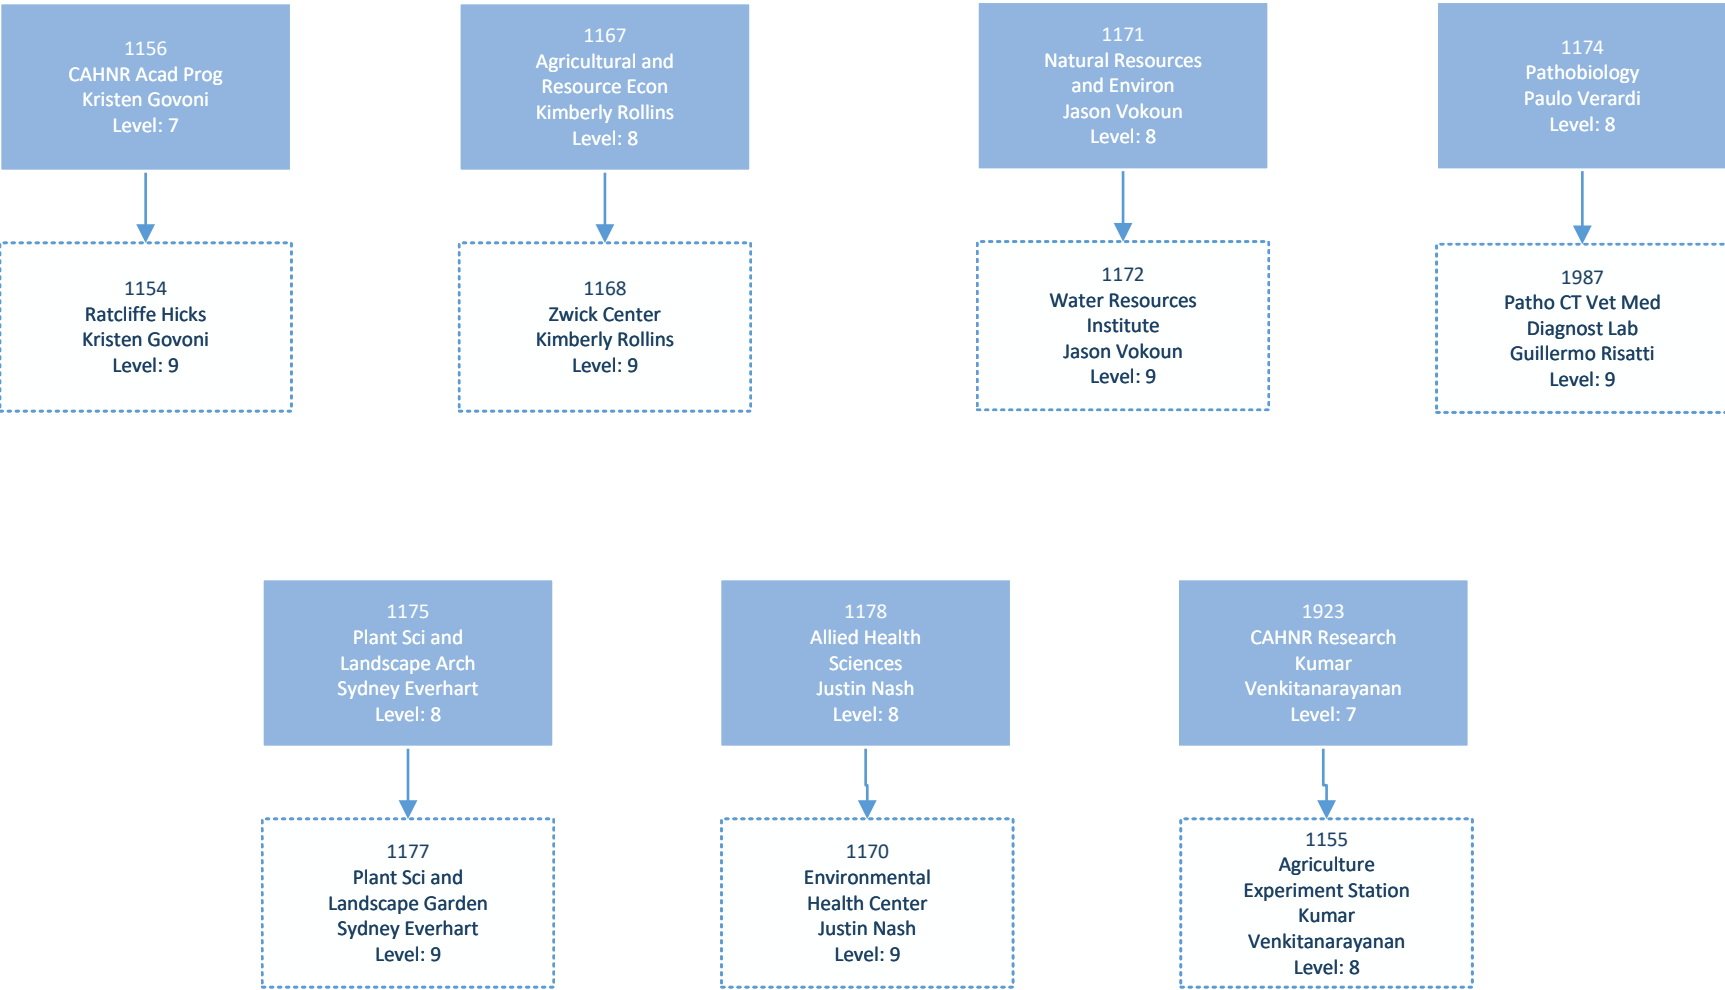 1156
CAHNR Acad Prog
Kristen Govoni
Level: 7
1167
Agricultural and
Resource Econ
Kimberly Rollins
Level: 8
1171
Natural Resources
and Environ
Jason Vokoun
Level: 8
1174
Pathobiology
Paulo Verardi
Level: 8
1154
Ratcliffe Hicks
Kristen Govoni
Level: 9
1168
Zwick Center
Kimberly Rollins
Level: 9
1172
Water Resources
Institute
Jason Vokoun
Level: 9
1987
Patho CT Vet Med
Diagnost Lab
Guillermo Risatti
Level: 9
1175
Plant Sci and
Landscape Arch
Sydney Everhart
Level: 8
1178
Allied Health
Sciences
Justin Nash
Level: 8
1923
CAHNR Research
Kumar
Venkitanarayanan
Level: 7
1177
Plant Sci and
Landscape Garden
Sydney Everhart
Level: 9
1170
Environmental
Health Center
Justin Nash
Level: 9
1155
Agriculture
Experiment Station
Kumar
Venkitanarayanan
Level: 8